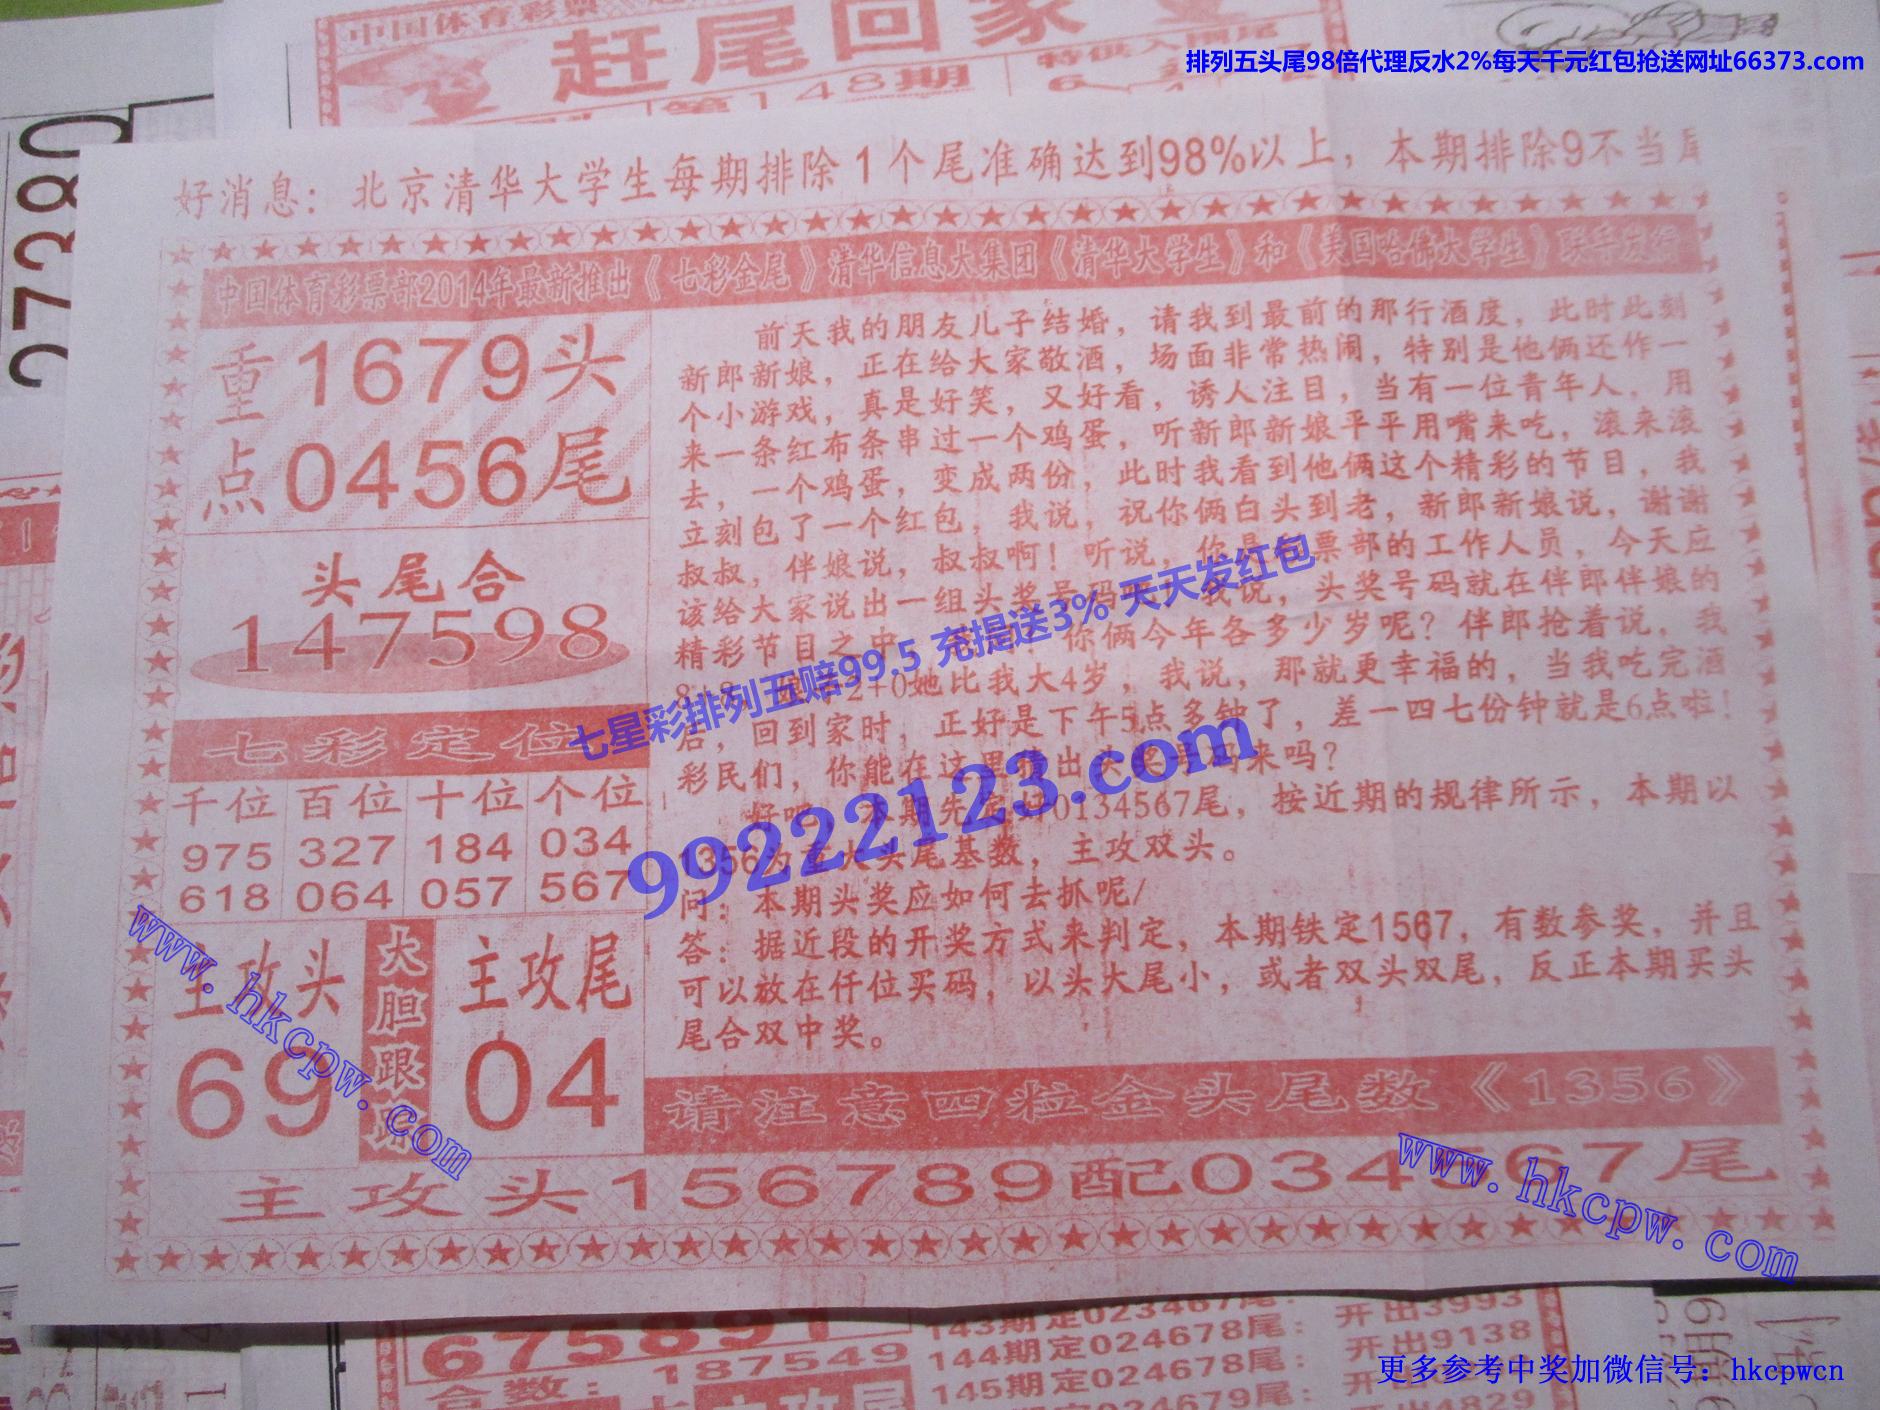 中国体育彩票
赶尾回家
第148期
排列五头尾98倍代理反水2%每天千元红包抢送网址66373.com
好消息：北京清华大学生每期排除1个尾准确达到98%以上，本期排除9不当尾
中国体育彩票部2014年最新推出《七彩金尾》清华信息大集团《清华大学生》和《美国哈佛大学生》联手发行
重点
1679头
0456尾
头尾合
147598
七彩定位
千位 百位 十位 个位
975 327 184 034
618 064 057 567
主攻头
69
大胆跟
主攻尾
04
前天我的朋友儿子结婚，请我到最前的那行酒度，此时此刻
新郎新娘，正在给大家敬酒，场面非常热闹，特别是他俩还作一
个小游戏，真是好笑，又好看，诱人注目，当有一位青年人，用
来一条红布条串过一个鸡蛋，听新郎新娘平平用嘴来吃，滚来滚
去，一个鸡蛋，变成两份，此时我看到他俩这个精彩的节目，我
立刻包了一个红包，我说，祝你俩白头到老，新郎新娘说，谢谢
叔叔，伴娘说，叔叔啊！听说，你是 票部的工作人员，今天应
该给大家说出一组头奖号码 我说，头奖号码就在伴郎伴娘的
精彩节目之中， 你俩今年各多少岁呢？伴郎抢着说，我
8+8 娘 2+0她比我大4岁，我说，那就更幸福的，当我吃完酒
后，回到家时，正好是下午5点多钟了，差一四七份钟就是6点啦！
彩民们，你能在这里 出头奖号码来吗？
好吧，本期先 0134567尾，按近期的规律所示，本期以
1356为 大头尾基数，主攻双头。
问：本期头奖应如何去抓呢/
答：据近段的开奖方式来判定，本期铁定1567，有数参奖，并且
可以放在仟位买码，以头大尾小，或者双头双尾，反正本期买头
尾合双中奖。
请注意四粒金头尾数《1356》
主攻头156789配034567尾
七星彩排列五赔99.5 充提送3% 天天发红包
99222123.com
www.hkcpw.com
www.hkcpw.com
675891
187549
合数：
143期定023467尾：开出3993
144期定024678尾：开出9138
145期定024678尾：开出
更多参考中奖加微信号：hkcpwcn